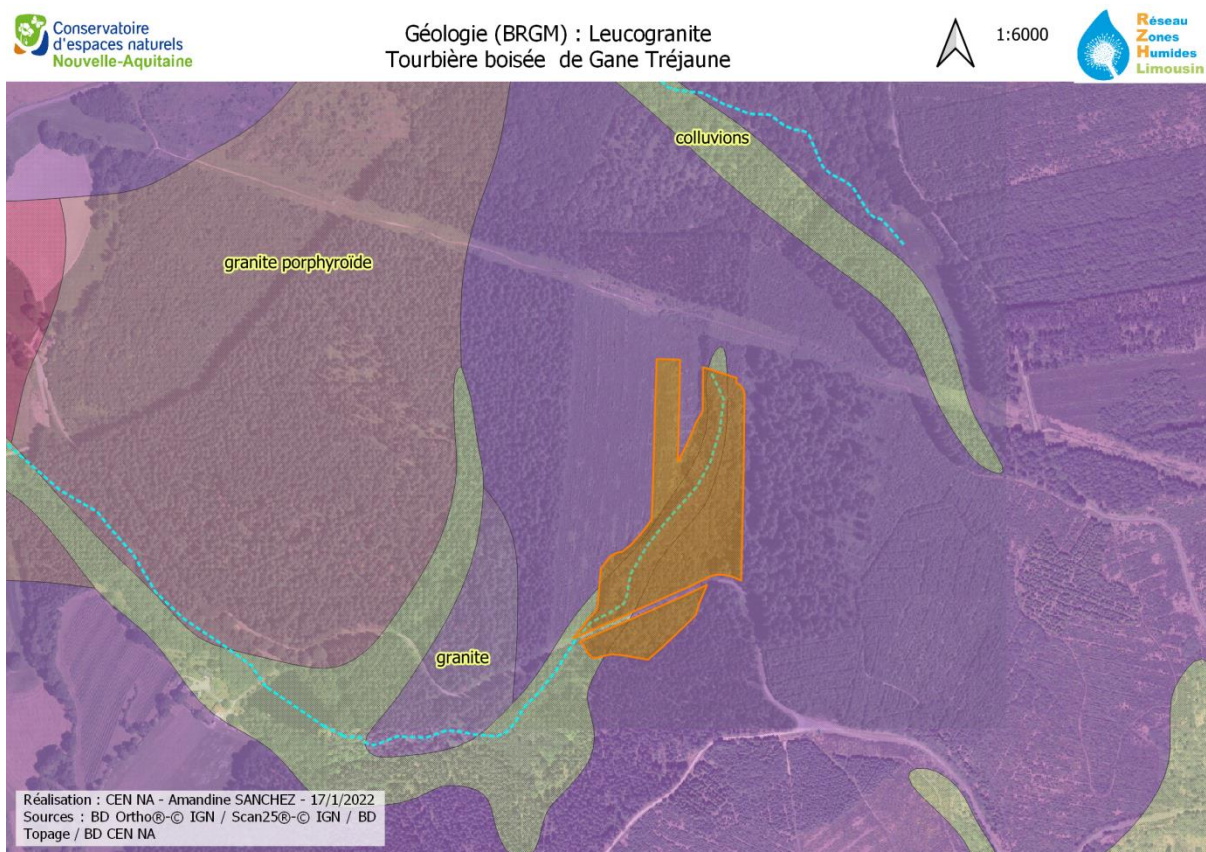 Conservatoire
d'espaces naturels
Nouvelle-Aquitaine
Géologie (BRGM) : Leucogranite
Tourbière boisée de Gane Tréjaune
1:6000
Réseau
Zones
Humides
Limousin
colluvions
granite porphyroïde
granite
Réalisation : CEN NA - Amandine SANCHEZ - 17/1/2022
Sources : BD Ortho®-© IGN / Scan25®-© IGN / BD
Topage / BD CEN NA